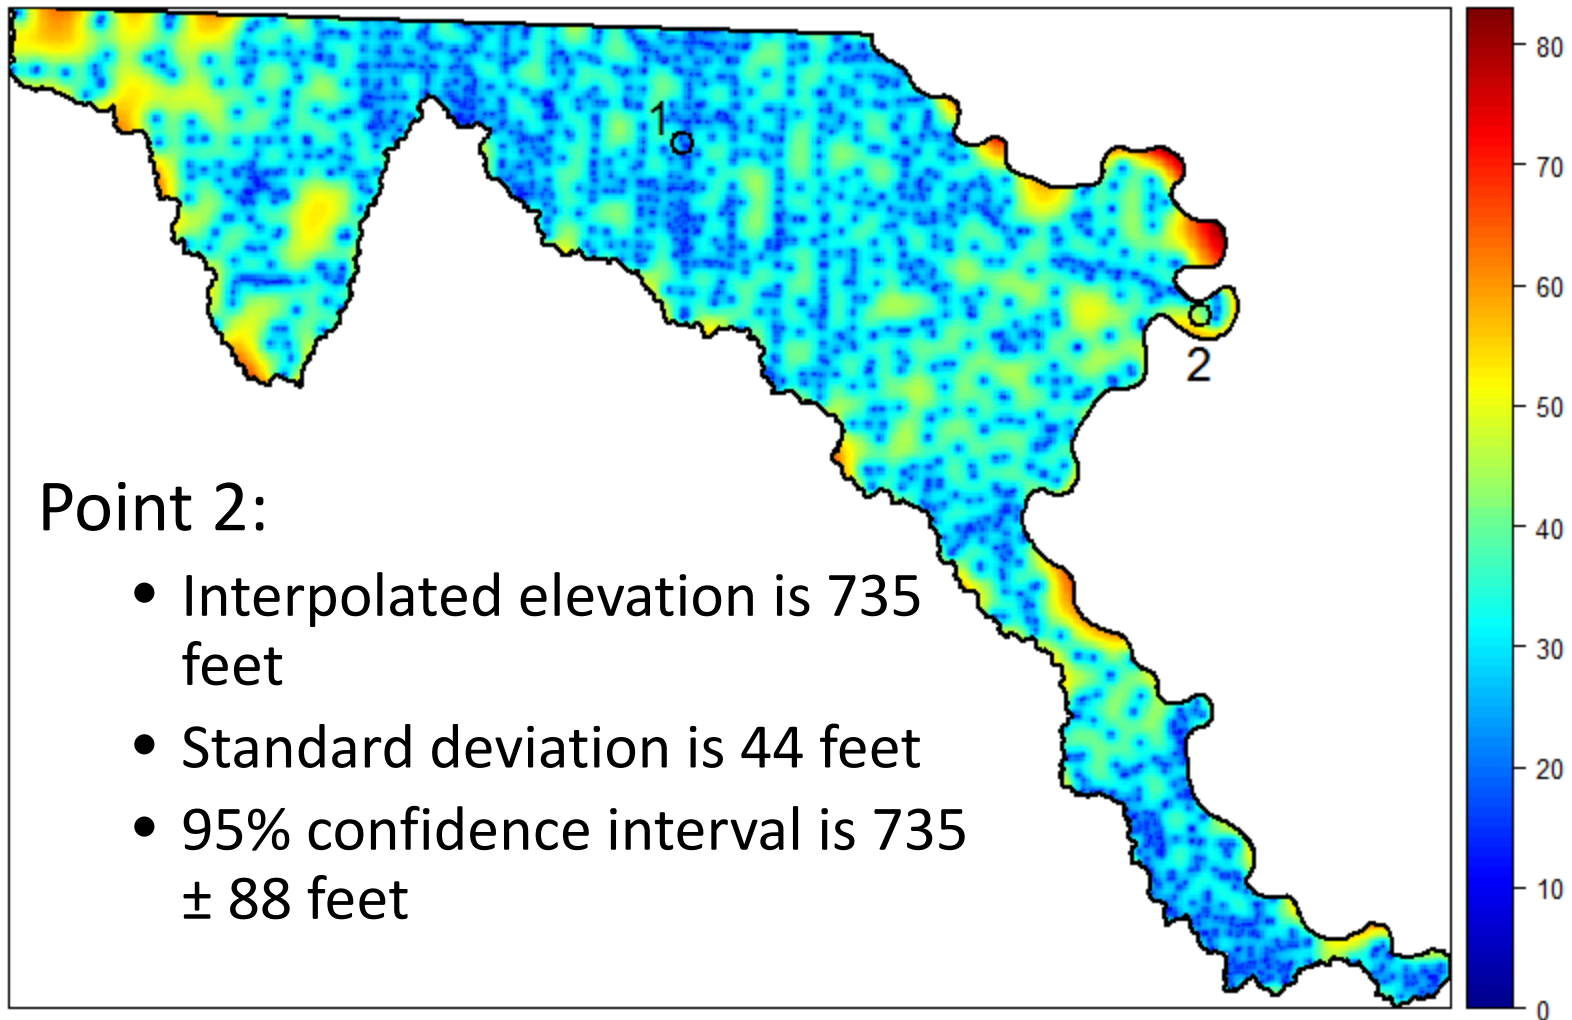 1
2
Point 2:
• Interpolated elevation is 735
feet
• Standard deviation is 44 feet
• 95% confidence interval is 735
± 88 feet
80
70
60
50
40
30
20
10
0